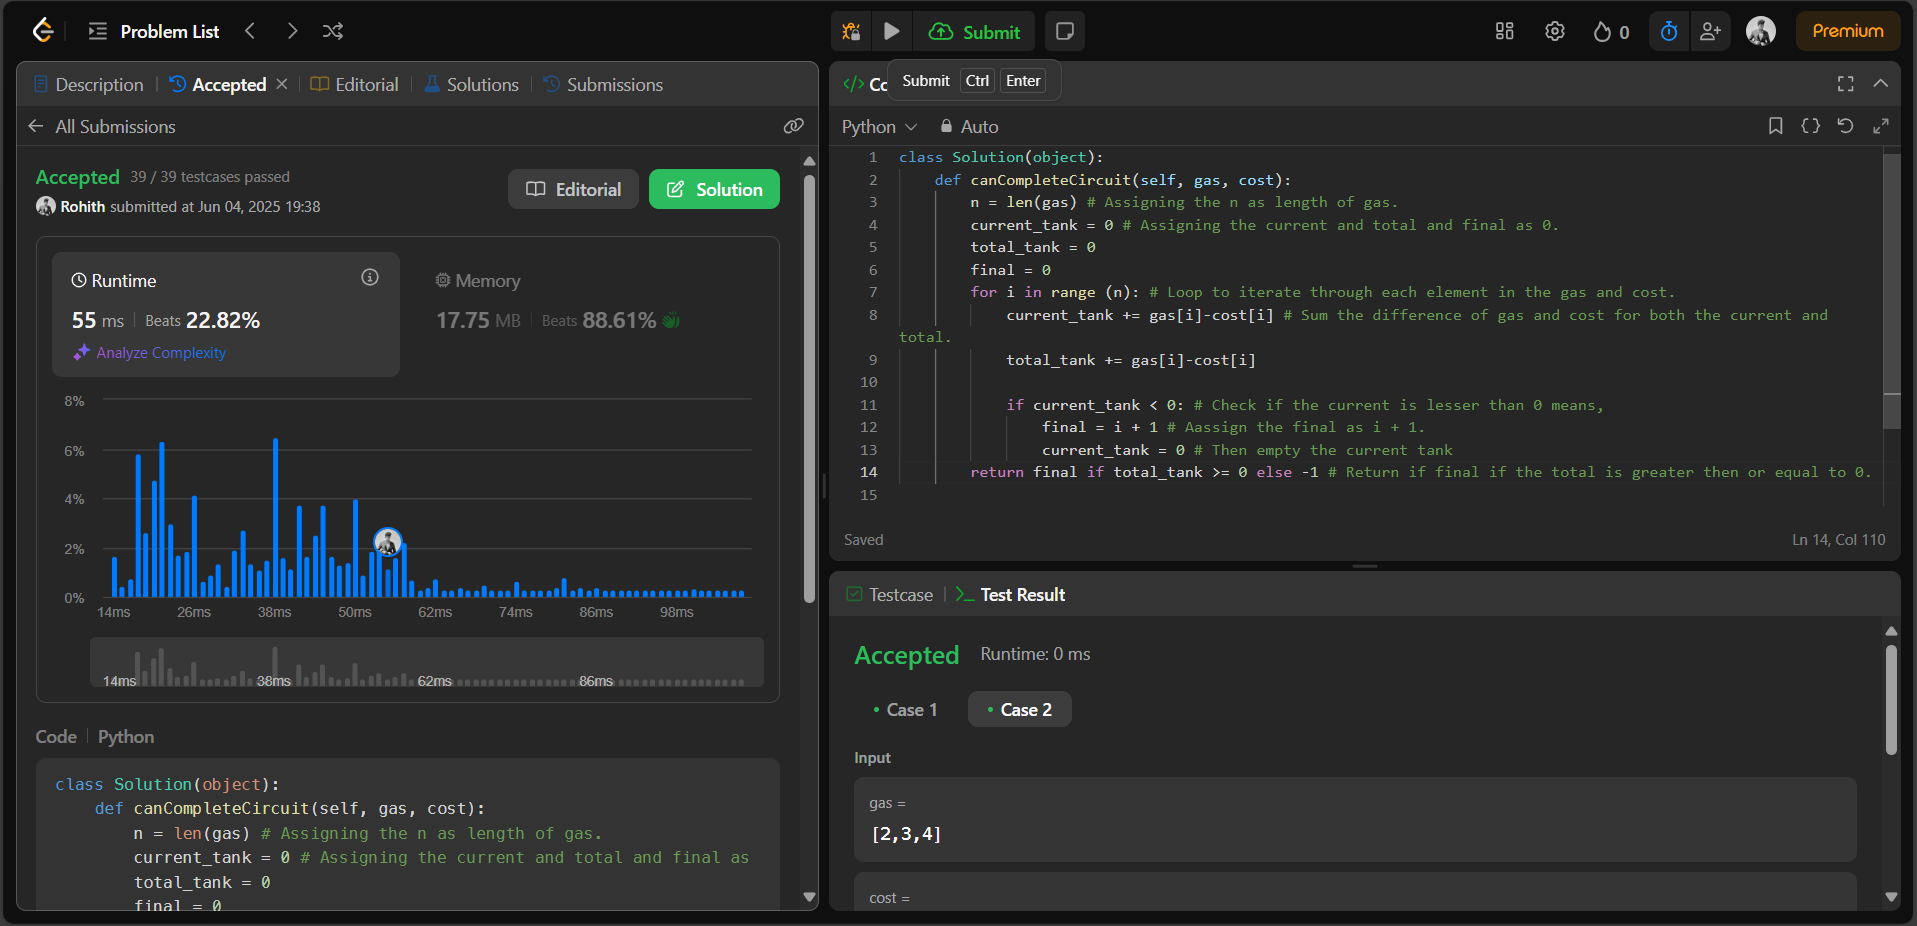 Problem List
Submit
0
Premium
Description
Accepted
Editorial
Solutions
Submissions
All Submissions
Accepted 39 / 39 testcases passed
Rohith submitted at Jun 04, 2025 19:38
Editorial
Solution
Runtime
55 ms Beats 22.82%
Analyze Complexity
Memory
17.75 MB Beats 88.61%
8%
6%
4%
2%
0%
14ms 26ms 38ms 50ms 62ms 74ms 86ms 98ms
14ms 38ms 62ms 86ms
Code Python
class Solution(object):
def canCompleteCircuit(self, gas, cost):
n = len(gas) # Assigning the n as length of gas.
current_tank = 0 # Assigning the current and total and final as
total_tank = 0
final = 0
</> Co
Submit Ctrl Enter
Python Auto
1 class Solution(object):
2 def canCompleteCircuit(self, gas, cost):
3 n = len(gas) # Assigning the n as length of gas.
4 current_tank = 0 # Assigning the current and total and final as 0.
5 total_tank = 0
6 final = 0
7 for i in range (n): # Loop to iterate through each element in the gas and cost.
8 current_tank += gas[i]-cost[i] # Sum the difference of gas and cost for both the current and
total.
9 total_tank += gas[i]-cost[i]
10
11 if current_tank < 0: # Check if the current is lesser than 0 means,
12 final = i + 1 # Aassign the final as i + 1.
13 current_tank = 0 # Then empty the current tank
14 return final if total_tank >= 0 else -1 # Return if final if the total is greater then or equal to 0.
15
Saved
Ln 14, Col 110
Testcase
Test Result
Accepted Runtime: 0 ms
Case 1
Case 2
Input
gas =
[2,3,4]
cost =